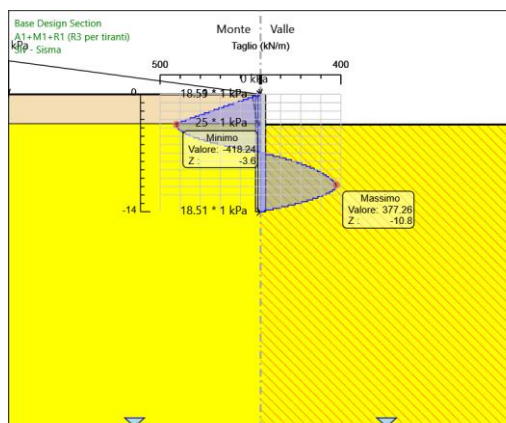 Base Design Section
A1+M1+R1 (R3 per tiranti)
SLV - Sisma
Monte Valle
kPa
Taglio (kN/m)
0 kPa
500 400
0
18.59 * 1 kPa
25 * 1 kPa
Minimo
Valore: -418.24
Z : -3.6
Massimo
Valore: 377.26
Z : -10.8
-14
18.51 * 1 kPa